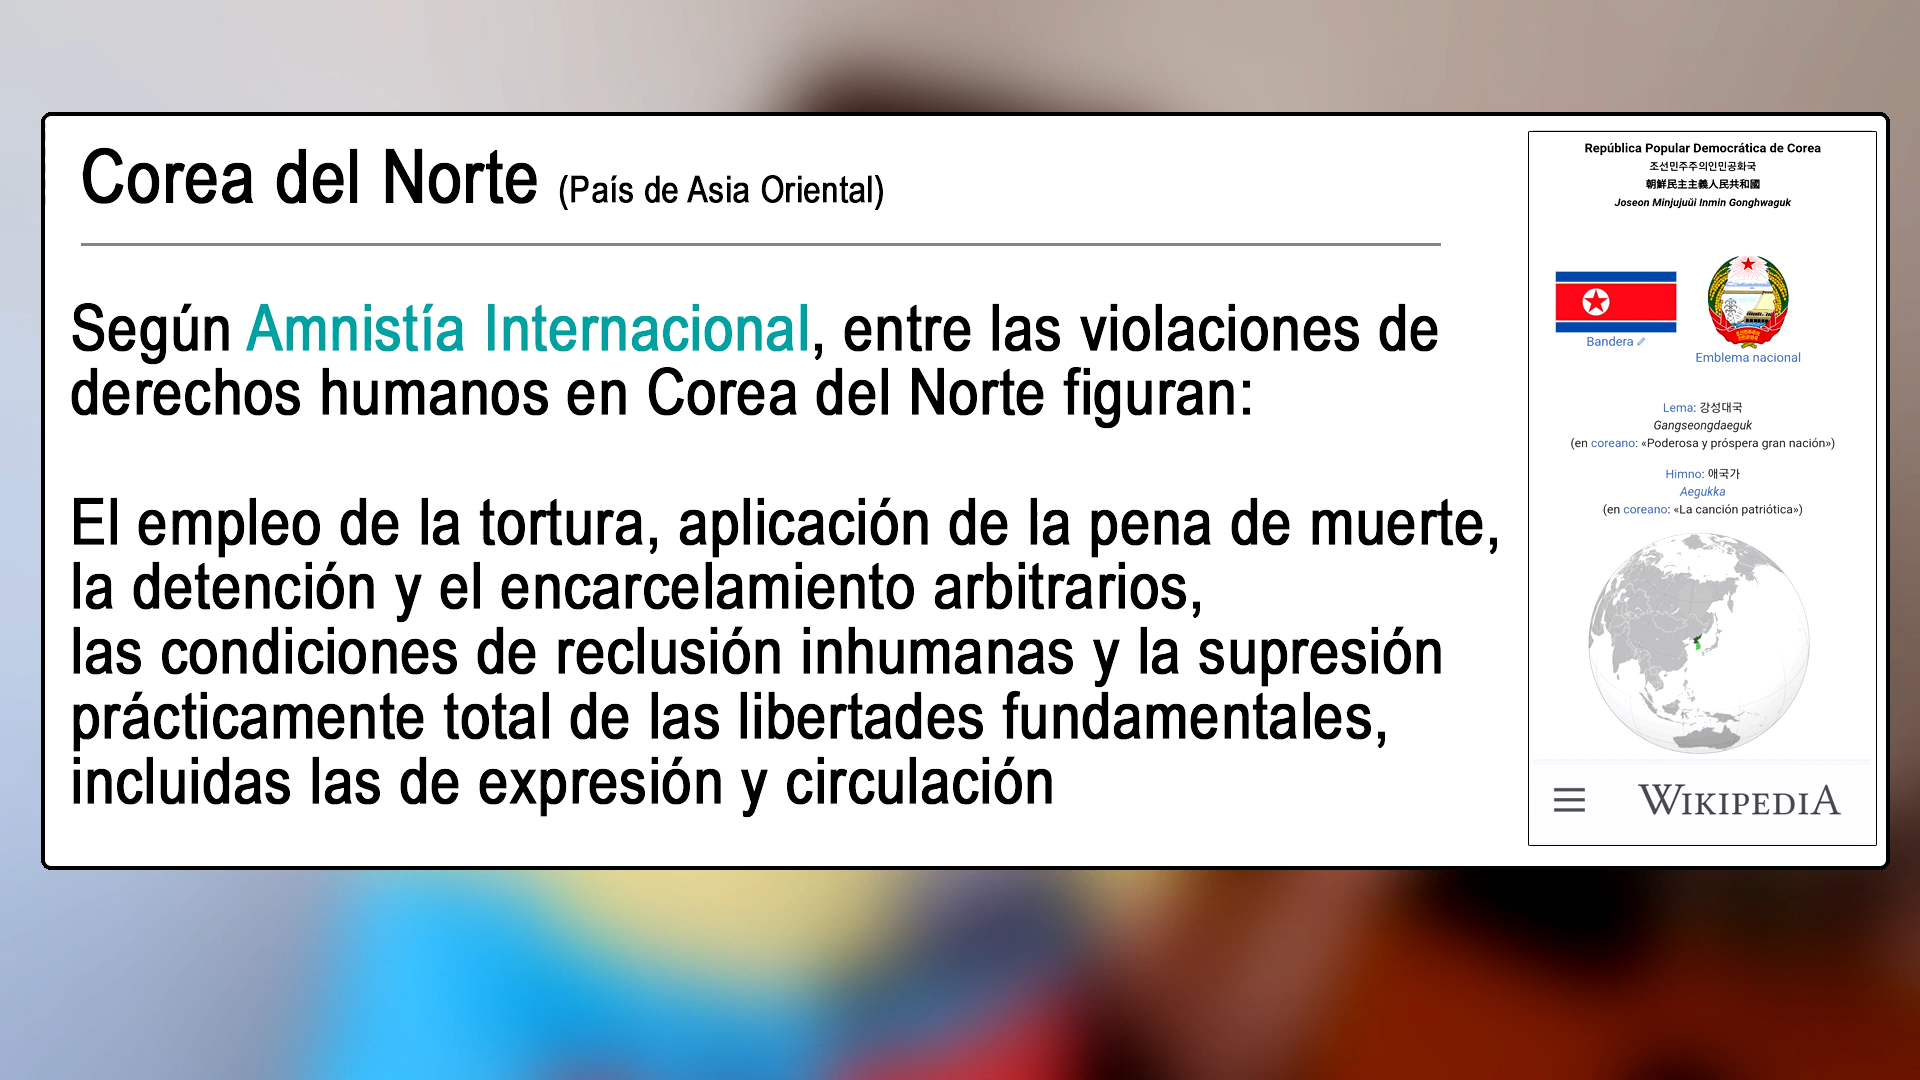 Corea del Norte (País de Asia Oriental)
Según Amnistía Internacional, entre las violaciones de
derechos humanos en Corea del Norte figuran:
El empleo de la tortura, aplicación de la pena de muerte,
la detención y el encarcelamiento arbitrarios,
las condiciones de reclusión inhumanas y la supresión
prácticamente total de las libertades fundamentales,
incluidas las de expresión y circulación
República Popular Democrática de Corea
조선민주주의인민공화국
朝鮮民主主義人民共和國
Joseon Minjujuŭi Inmin Gonghwaguk
Bandera
Emblema nacional
Lema: 강성대국
Gangseongdaeguk
(en coreano: «Poderosa y próspera gran nación»)
Himno: 애국가
Aegukka
(en coreano: «La canción patriótica»)
WIKIPEDIA